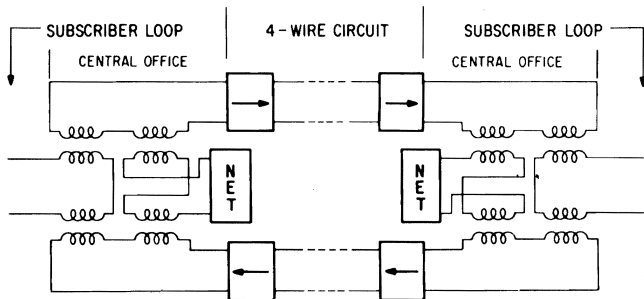 SUBSCRIBER LOOP
4-WIRE CIRCUIT
SUBSCRIBER LOOP
CENTRAL OFFICE
CENTRAL OFFICE
NET
NET